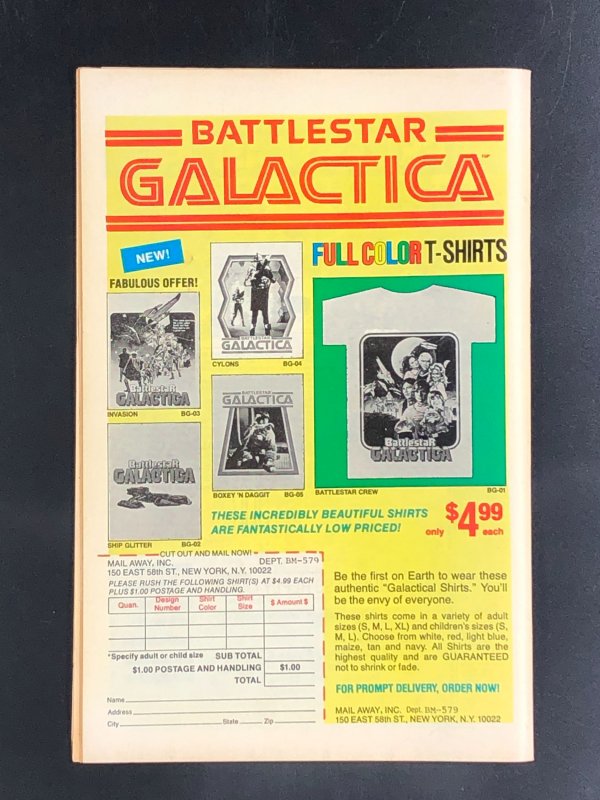 BATTLESTAR
GALACTICA™
NEW!
FABULOUS OFFER!
FULL COLOR T-SHIRTS
BattlestaR
GALACTICA
INVASION BG-03
BATTLESTAR
GALACTICA
CYLONS BG-04
BattlestaR
GALACTICA
SHIP GLITTER BG-02
BATTLESTAR
GALACTICA
BOXEY 'N DAGGIT BG-05
BattlestaR
GALACTICA
BATTLESTAR CREW BG-01
THESE INCREDIBLY BEAUTIFUL SHIRTS
ARE FANTASTICALLY LOW PRICED!
only $4.99 each
CUT OUT AND MAIL NOW!
MAIL AWAY, INC. DEPT. BM-579
150 EAST 58th ST., NEW YORK, N.Y. 10022
PLEASE RUSH THE FOLLOWING SHIRT(S) AT $4.99 EACH
PLUS $1.00 POSTAGE AND HANDLING.
Quan. Design Number Shirt Color Shirt Size $ Amount $
*Specify adult or child size SUB TOTAL
$1.00 POSTAGE AND HANDLING $1.00
TOTAL
Name
Address
City State Zip
Be the first on Earth to wear these
authentic "Galactical Shirts." You'll
be the envy of everyone.
These shirts come in a variety of adult
sizes (S, M, L, XL) and children's sizes (S,
M, L). Choose from white, red, light blue,
maize, tan and navy. All Shirts are the
highest quality and are GUARANTEED
not to shrink or fade.
FOR PROMPT DELIVERY, ORDER NOW!
MAIL AWAY, INC. Dept. BM-579
150 EAST 58th ST., NEW YORK, N.Y. 10022